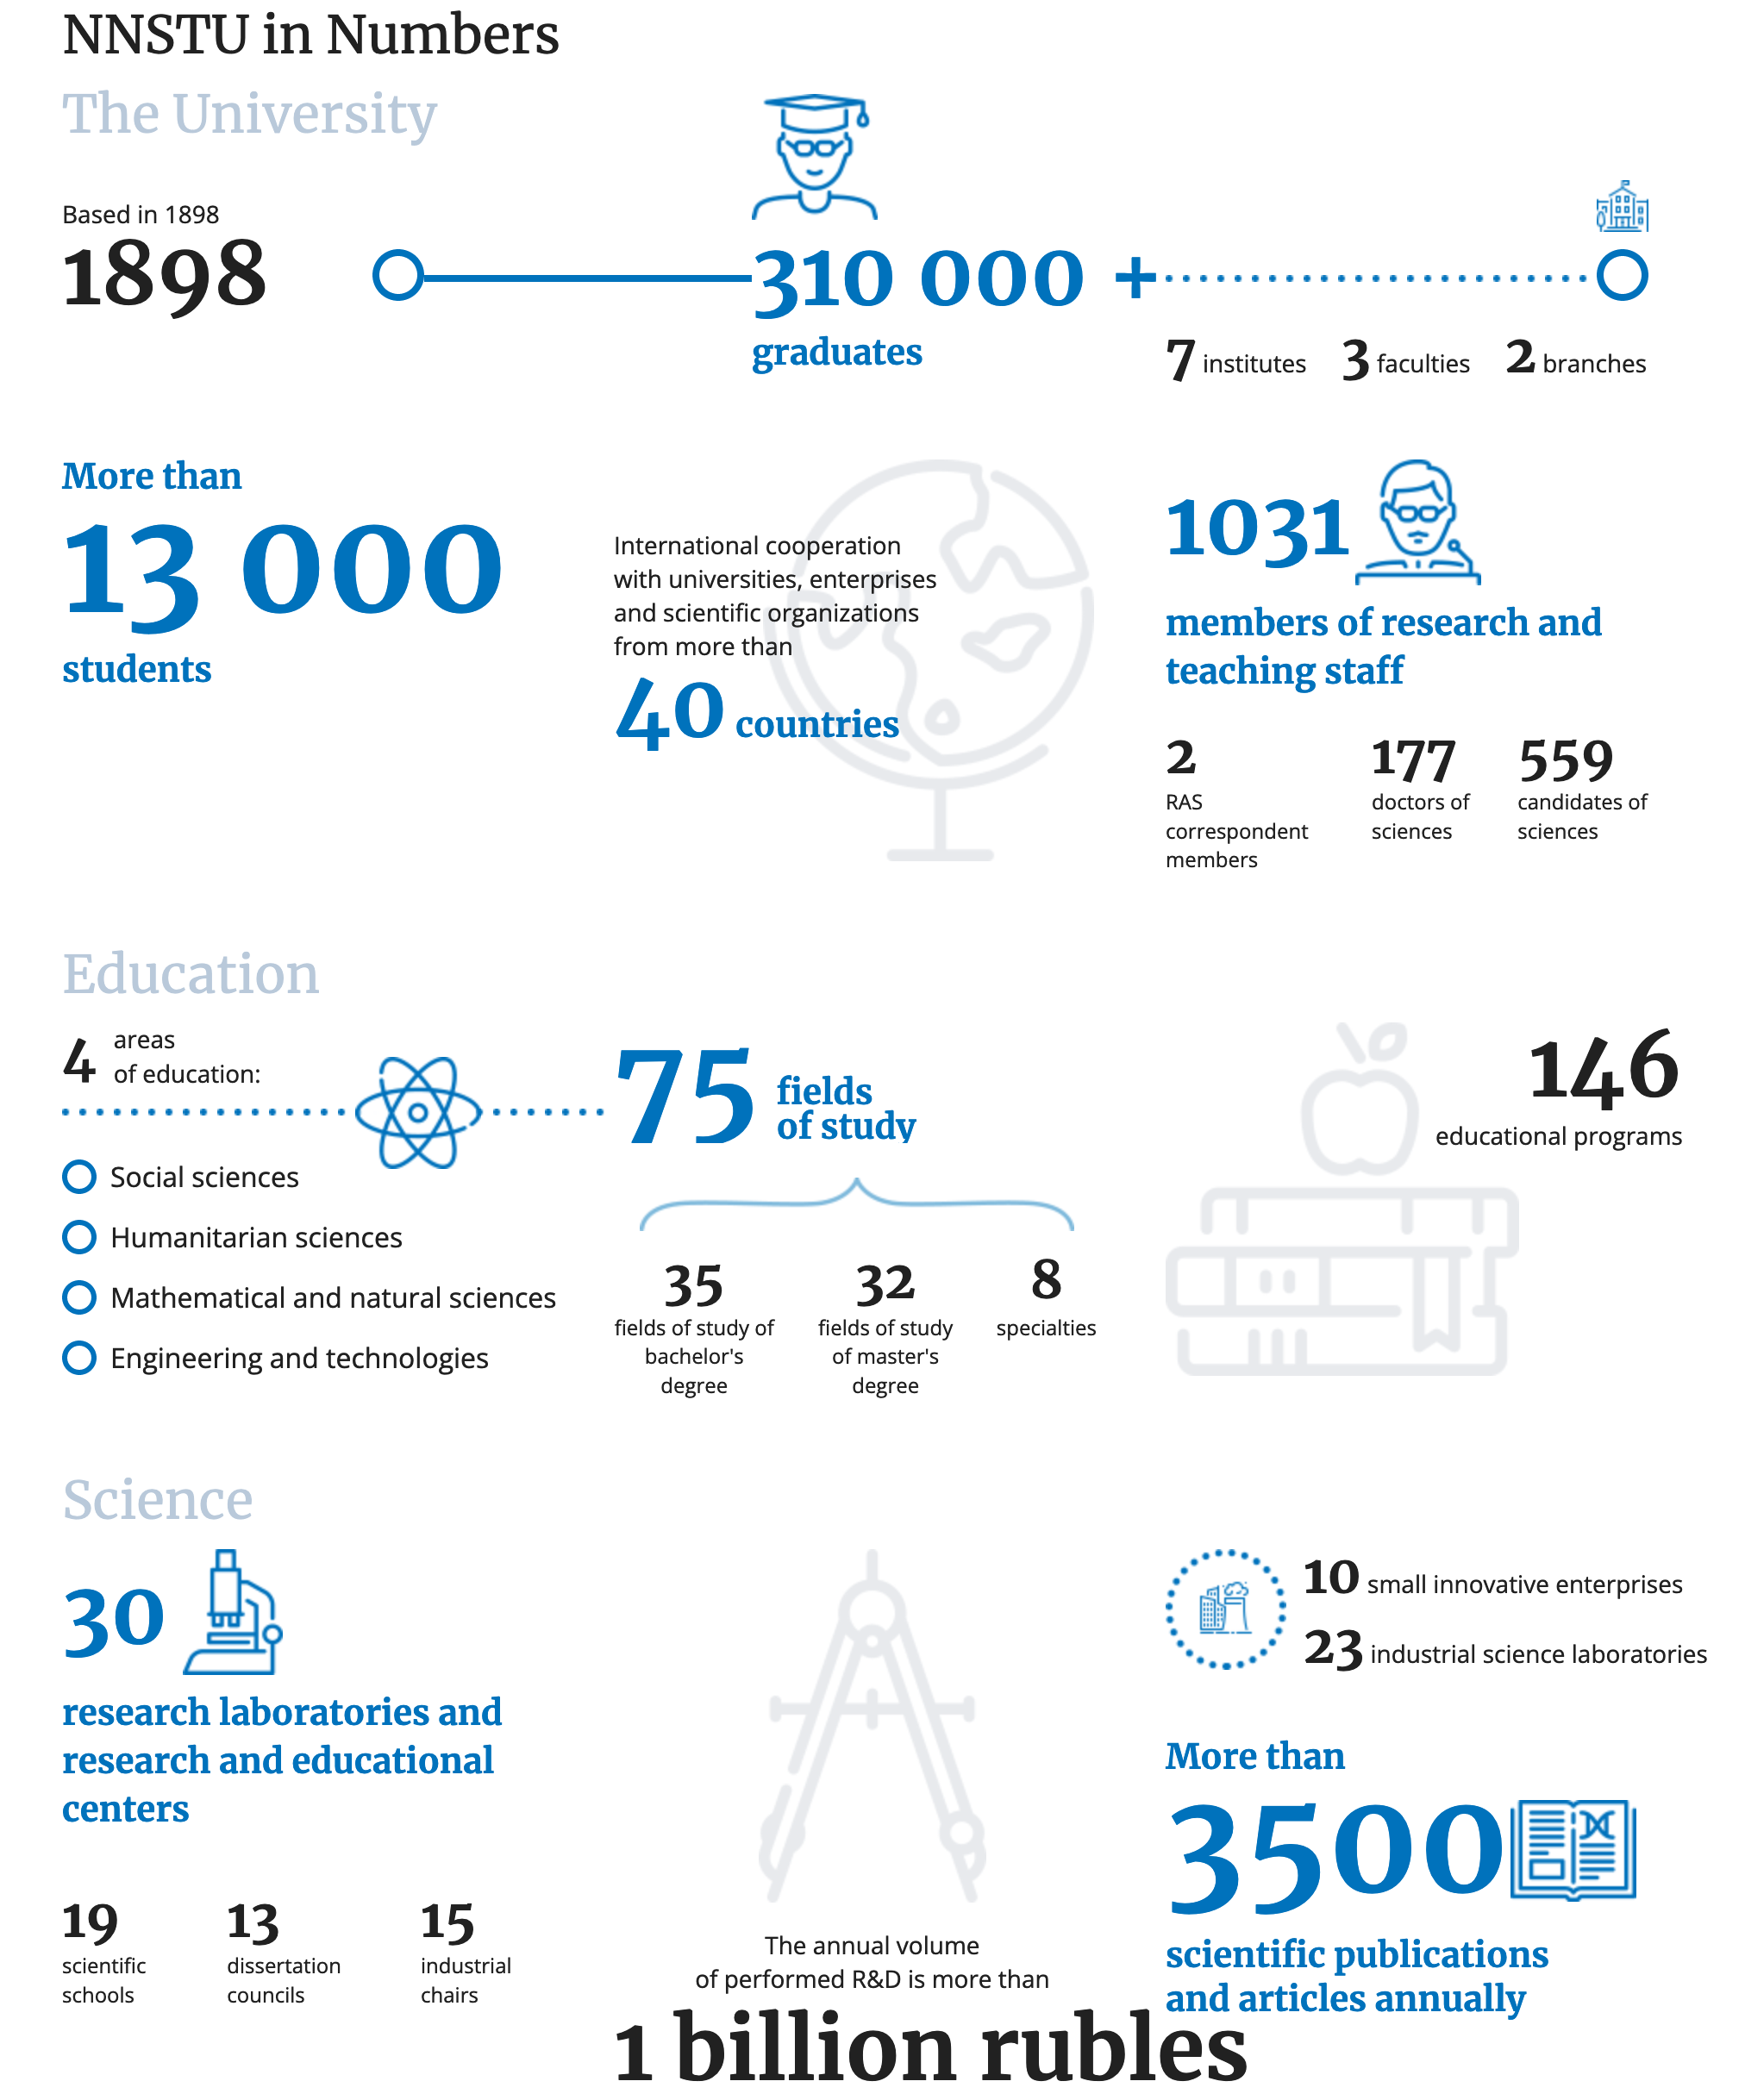 NNSTU in Numbers
The University
Based in 1898
1898
310 000 +
graduates
7 institutes 3 faculties 2 branches
More than
13 000
students
International cooperation
with universities, enterprises
and scientific organizations
from more than
40 countries
1031
members of research and
teaching staff
2
RAS
correspondent
members
177
doctors of
sciences
559
candidates of
sciences
Education
4 areas
of education:
Social sciences
Humanitarian sciences
Mathematical and natural sciences
Engineering and technologies
75 fields
of study
35
fields of study of
bachelor's
degree
32
fields of study
of master's
degree
8
specialties
146
educational programs
Science
30
research laboratories and
research and educational
centers
19
scientific
schools
13
dissertation
councils
15
industrial
chairs
The annual volume
of performed R&D is more than
1 billion rubles
10 small innovative enterprises
23 industrial science laboratories
More than
3500
scientific publications
and articles annually